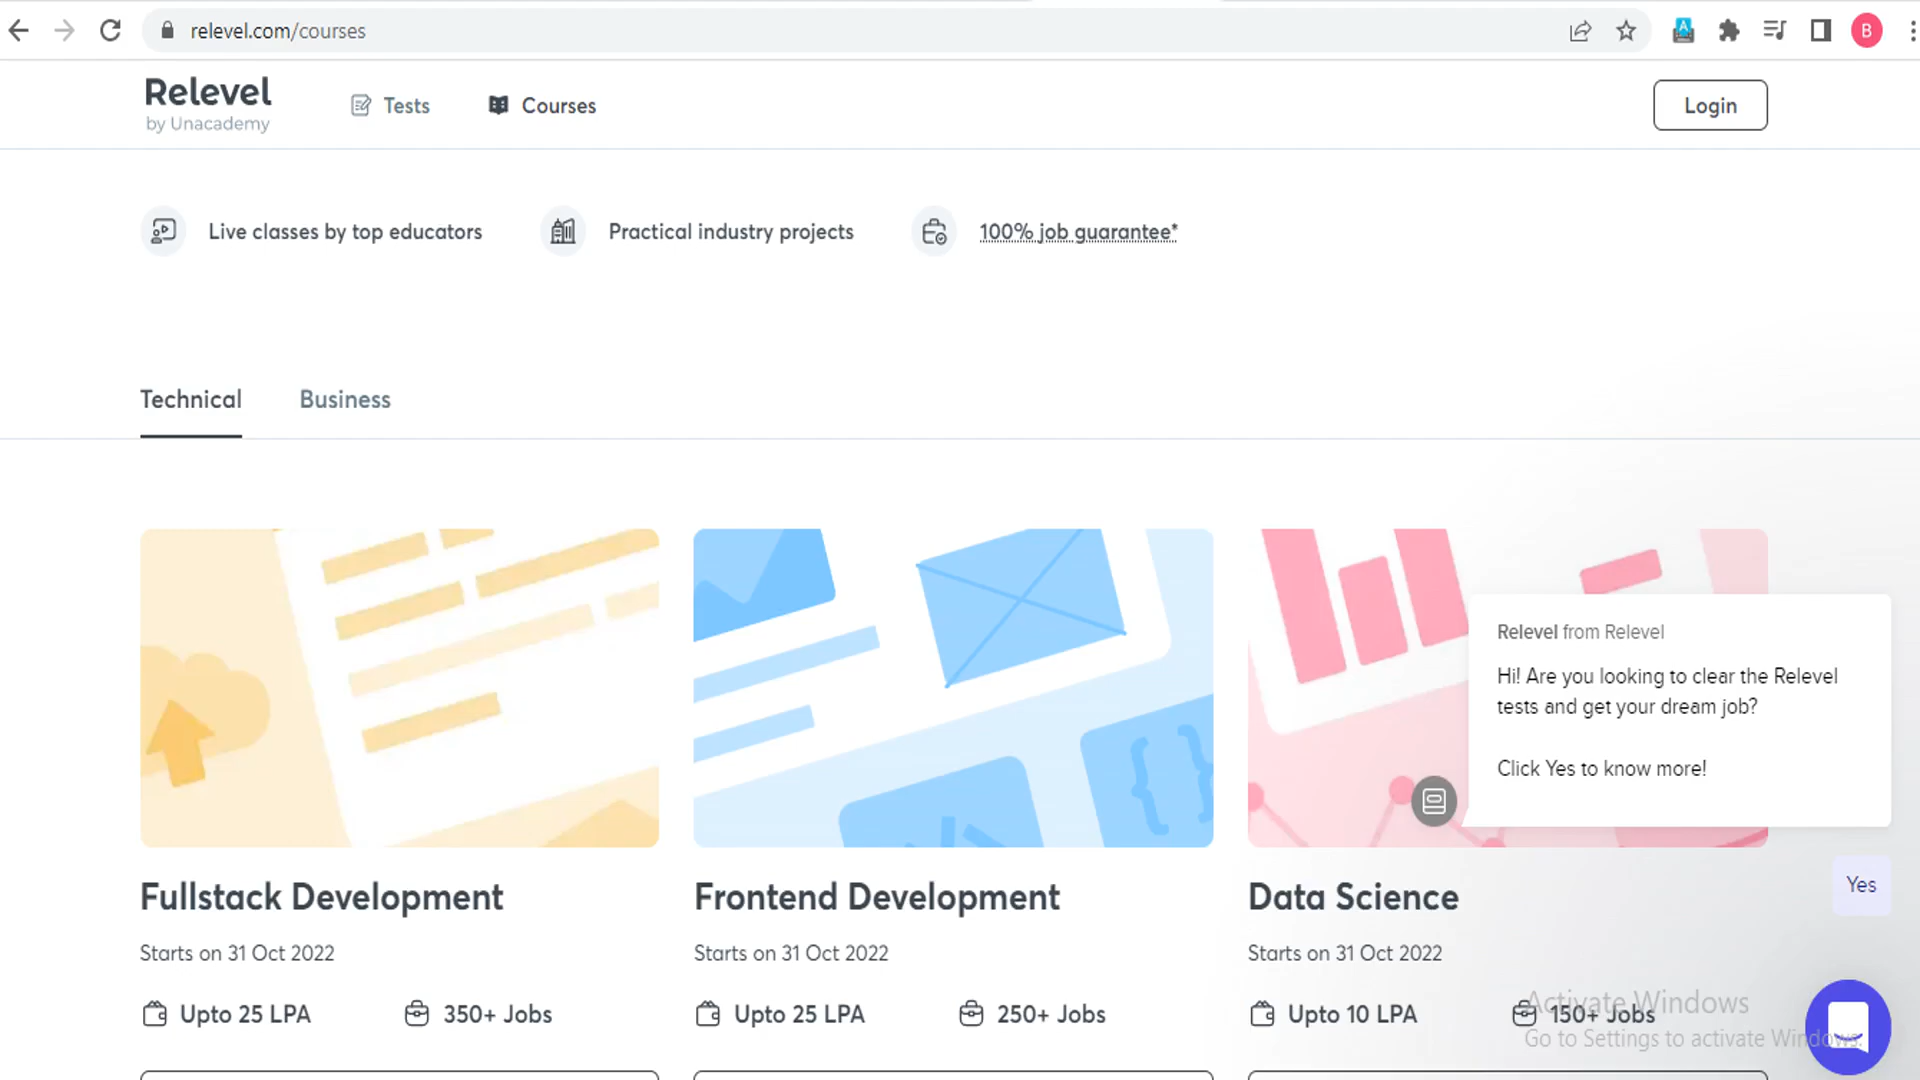 relevel.com/courses
B
Relevel
by Unacademy
Tests
Courses
Login
Live classes by top educators
Practical industry projects
100% job guarantee*
Technical
Business
Relevel from Relevel
Hi! Are you looking to clear the Relevel
tests and get your dream job?
Click Yes to know more!
Yes
Fullstack Development
Frontend Development
Data Science
Starts on 31 Oct 2022
Starts on 31 Oct 2022
Starts on 31 Oct 2022
Upto 25 LPA
350+ Jobs
Upto 25 LPA
250+ Jobs
Upto 10 LPA
150+ Jobs
Activate Windows
Go to Settings to activate Windows.